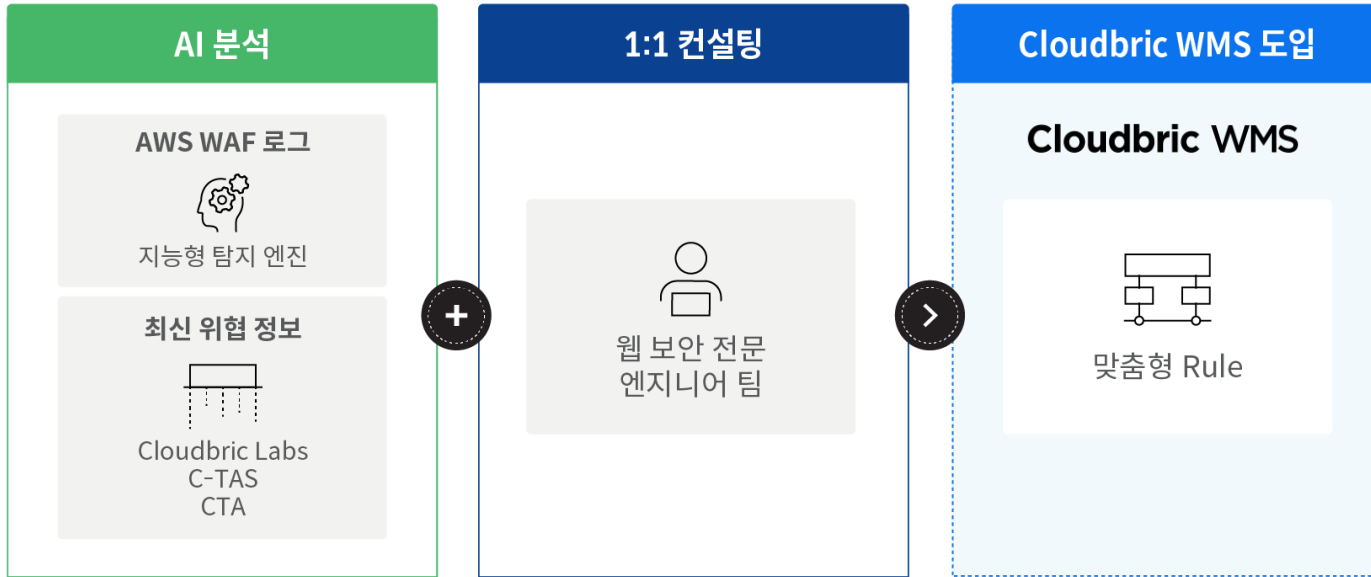 AI 분석
AWS WAF 로그
지능형 탐지 엔진
최신 위협 정보
Cloudbric Labs
C-TAS
CTA
1:1 컨설팅
웹 보안 전문
엔지니어 팀
Cloudbric WMS 도입
Cloudbric WMS
맞춤형 Rule